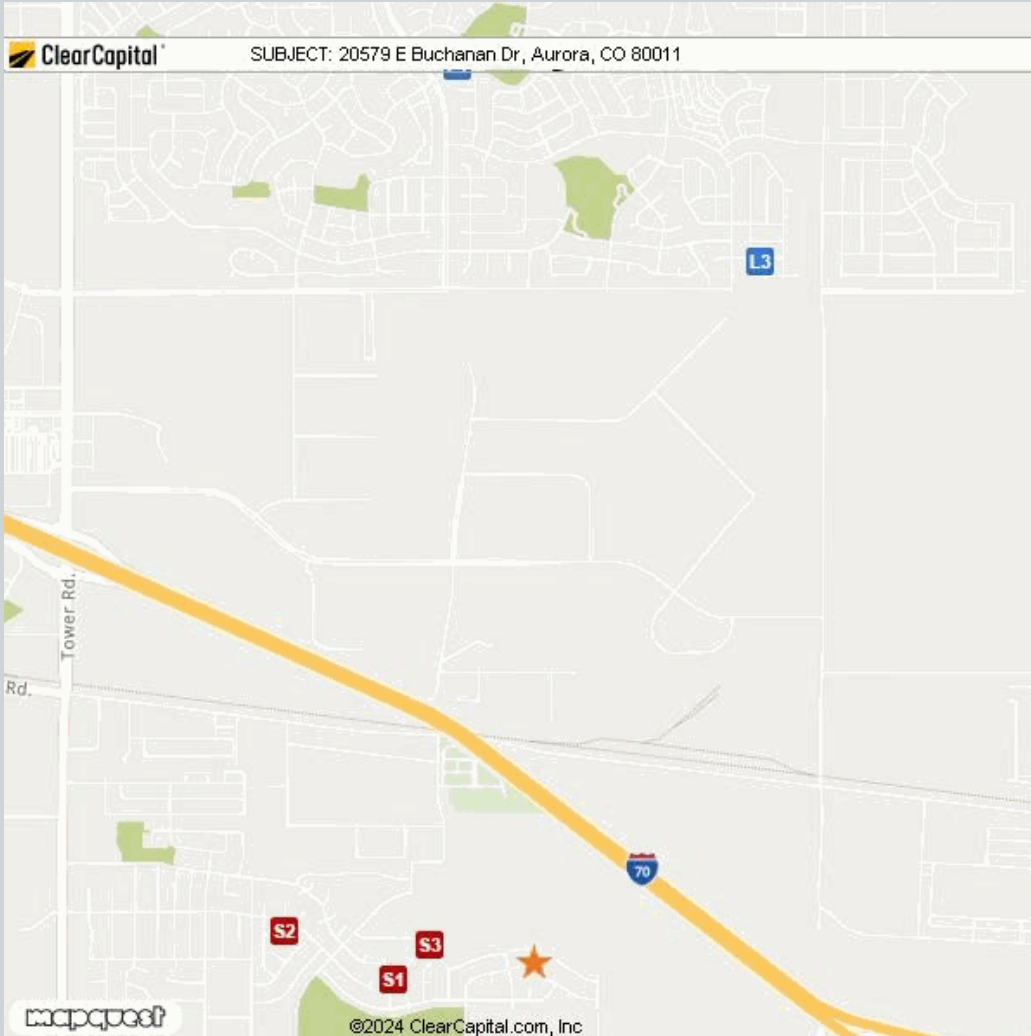 ClearCapital SUBJECT: 20579 E Buchanan Dr, Aurora, CO 80011
L3
Tower Rd.
Rd.
70
S2
S3
S1
mapquest
©2024 ClearCapital.com, Inc